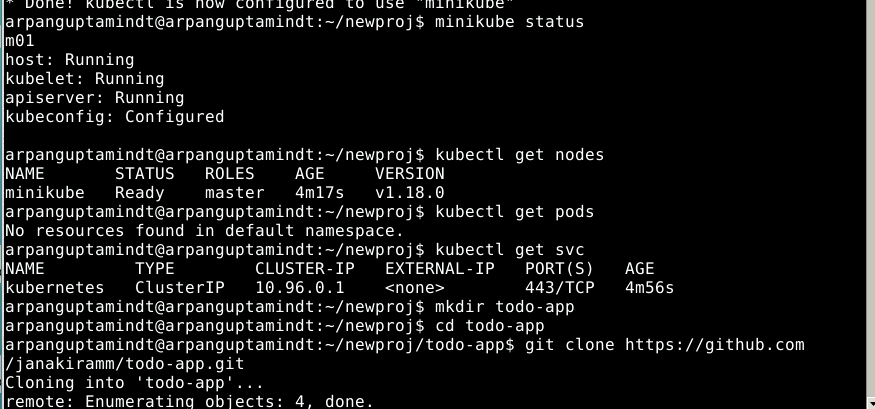 * Done! kubectl is now configured to use "minikube"
arpanguptamindt@arpanguptamindt:~/newproj$ minikube status
m01
host: Running
kubelet: Running
apiserver: Running
kubeconfig: Configured
arpanguptamindt@arpanguptamindt:~/newproj$ kubectl get nodes
NAME       STATUS   ROLES    AGE     VERSION
minikube   Ready    master   4m17s   v1.18.0
arpanguptamindt@arpanguptamindt:~/newproj$ kubectl get pods
No resources found in default namespace.
arpanguptamindt@arpanguptamindt:~/newproj$ kubectl get svc
NAME         TYPE        CLUSTER-IP   EXTERNAL-IP   PORT(S)   AGE
kubernetes   ClusterIP   10.96.0.1    <none>        443/TCP   4m56s
arpanguptamindt@arpanguptamindt:~/newproj$ mkdir todo-app
arpanguptamindt@arpanguptamindt:~/newproj$ cd todo-app
arpanguptamindt@arpanguptamindt:~/newproj/todo-app$ git clone https://github.com
/janakiramm/todo-app.git
Cloning into 'todo-app'...
remote: Enumerating objects: 4, done.